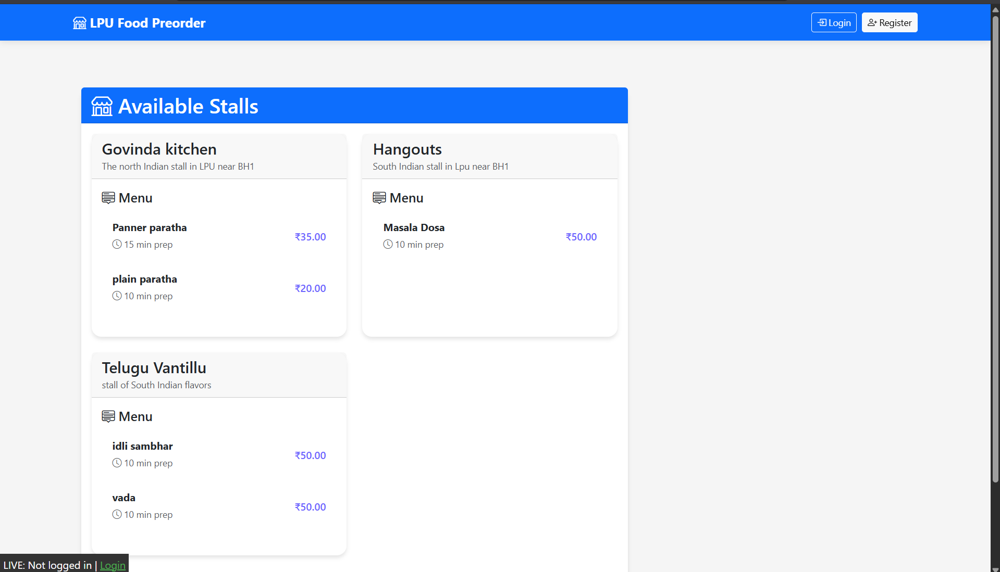 LPU Food Preorder
Login
Register
Available Stalls
Govinda kitchen
The north Indian stall in LPU near BH1
Menu
Panner paratha
15 min prep
₹35.00
plain paratha
10 min prep
₹20.00
Hangouts
South Indian stall in Lpu near BH1
Menu
Masala Dosa
10 min prep
₹50.00
Telugu Vantillu
stall of South Indian flavors
Menu
idli sambhar
10 min prep
₹50.00
vada
10 min prep
₹50.00
LIVE: Not logged in | Login